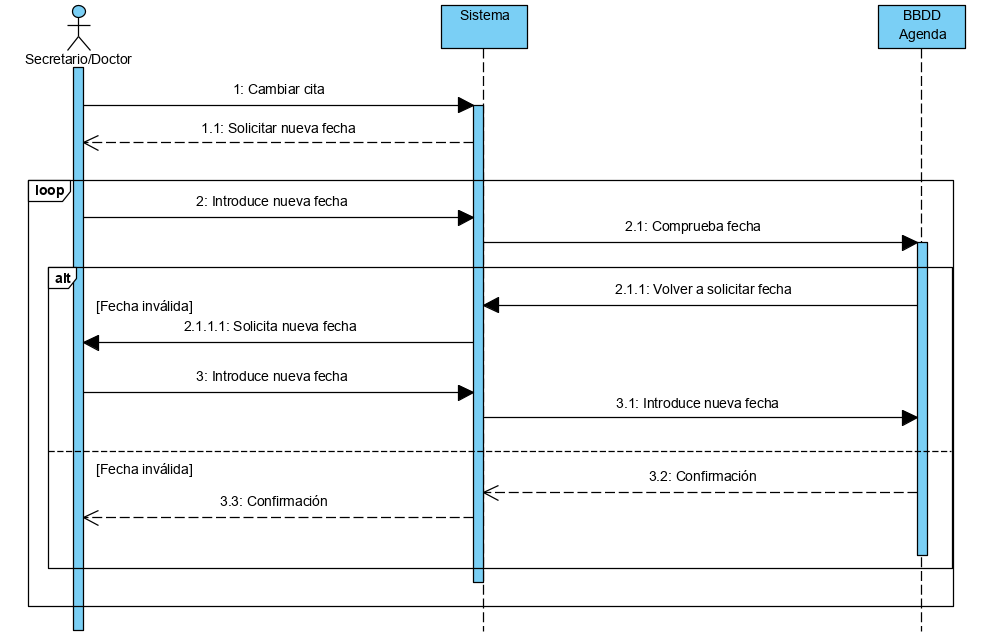 Sistema
BBDD
Agenda
Secretario/Doctor
1: Cambiar cita
1.1: Solicitar nueva fecha
loop
2: Introduce nueva fecha
2.1: Comprueba fecha
alt
2.1.1: Volver a solicitar fecha
[Fecha inválida]
2.1.1.1: Solicita nueva fecha
3: Introduce nueva fecha
3.1: Introduce nueva fecha
[Fecha inválida]
3.2: Confirmación
3.3: Confirmación